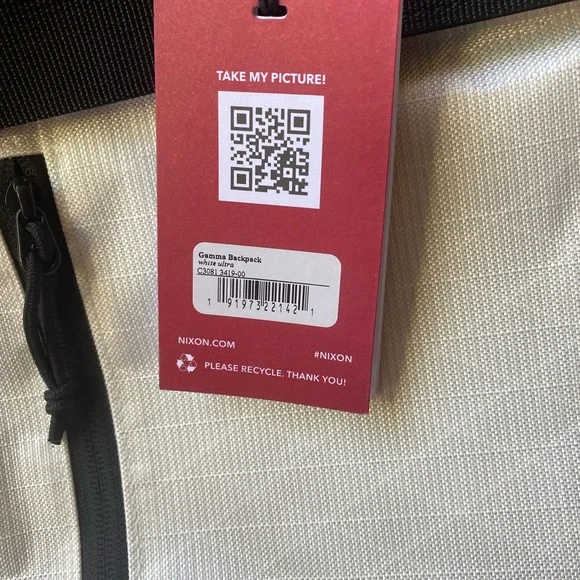 TAKE MY PICTURE!
Gamma Backpack
white ultra
C3081 3419-00
1 91973 22142 1
NIXON.COM #NIXON
PLEASE RECYCLE. THANK YOU!